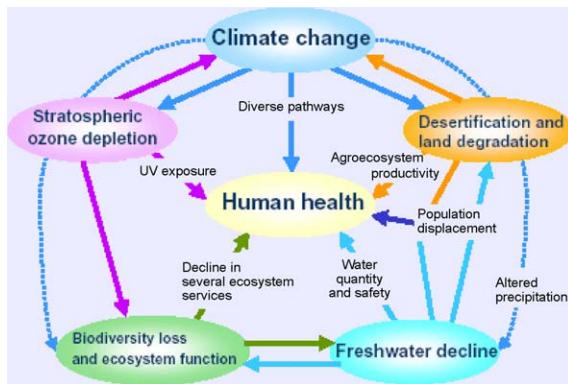 Climate change
Stratospheric
ozone depletion
Diverse pathways
Desertification and
land degradation
UV exposure
Agroecosystem
productivity
Human health
Population
displacement
Decline in
several ecosystem
services
Water
quantity
and safety
Altered
precipitation
Biodiversity loss
and ecosystem function
Freshwater decline